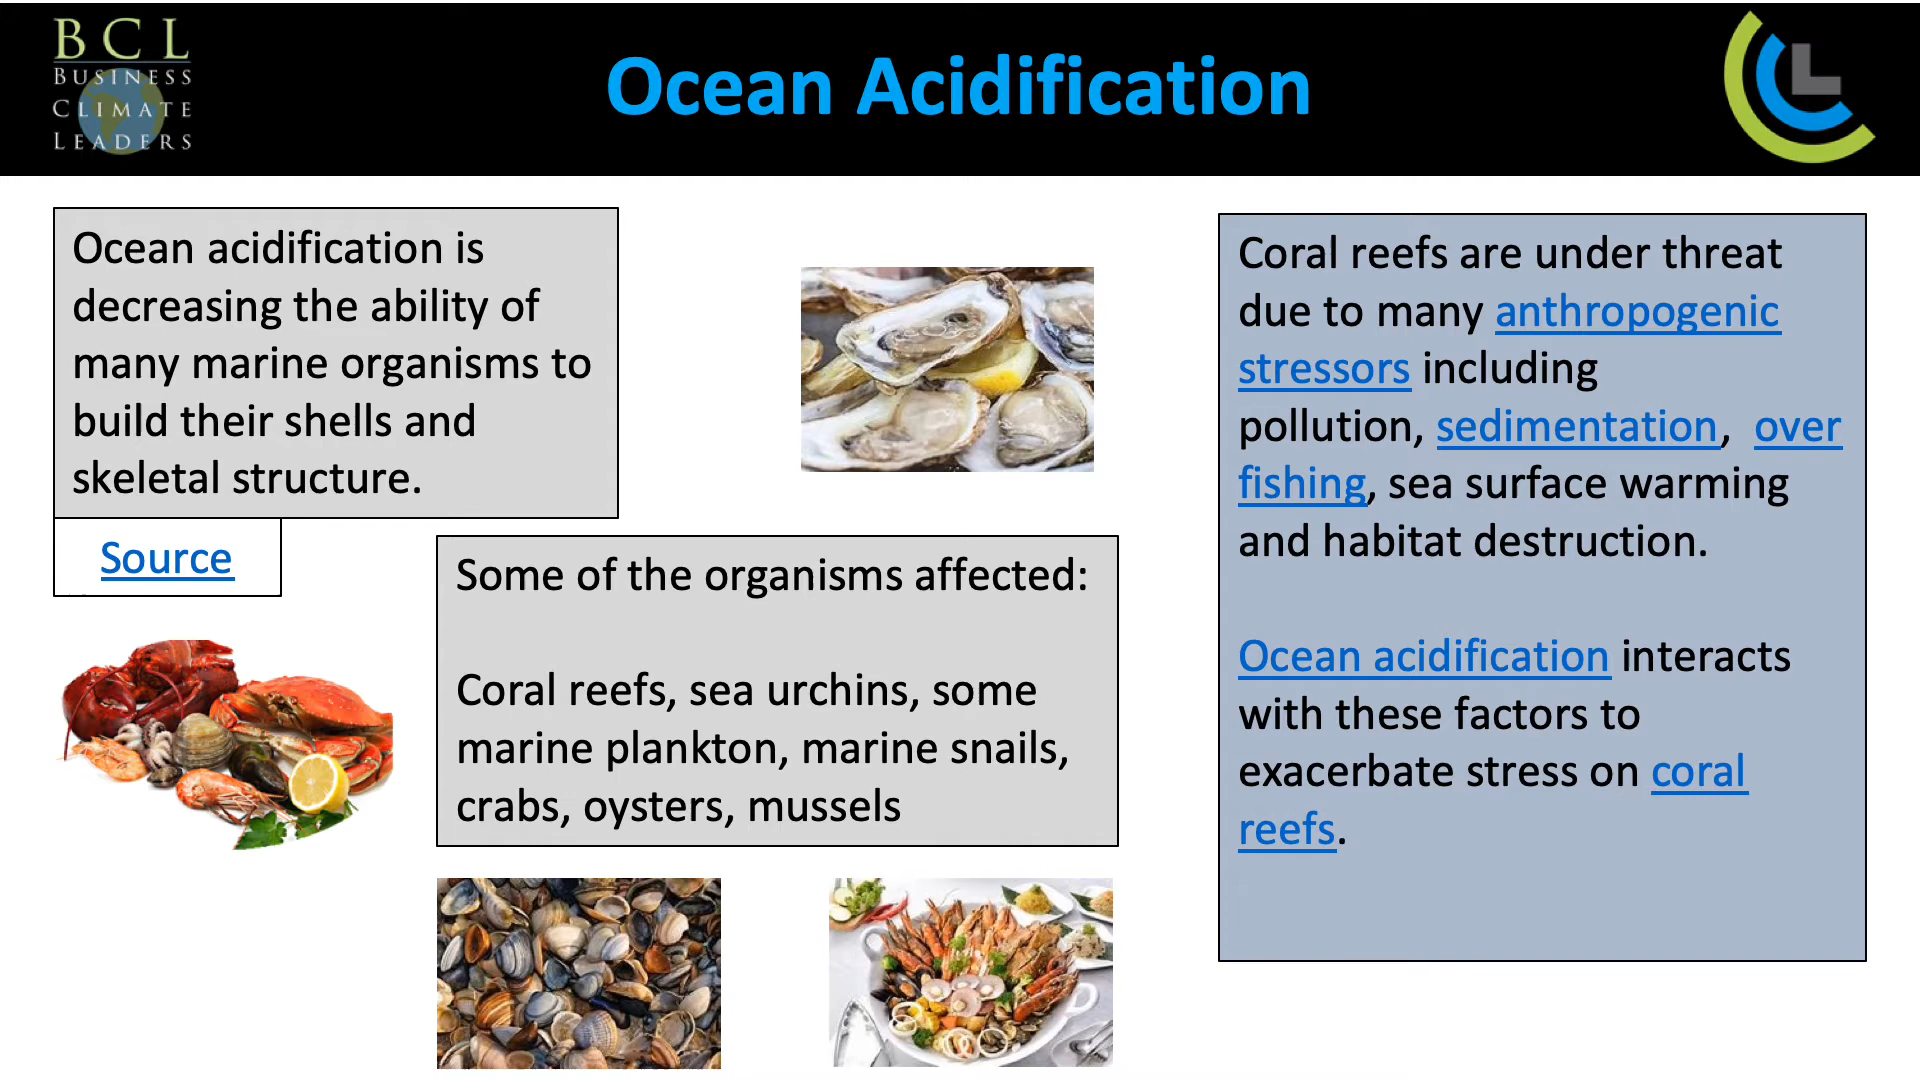 BCL
BUSINESS
CLIMATE
LEADERS
Ocean Acidification
CL
Ocean acidification is
decreasing the ability of
many marine organisms to
build their shells and
skeletal structure.
Source
Some of the organisms affected:
Coral reefs, sea urchins, some
marine plankton, marine snails,
crabs, oysters, mussels
Coral reefs are under threat
due to many anthropogenic
stressors including
pollution, sedimentation,  over
fishing, sea surface warming
and habitat destruction.
Ocean acidification interacts
with these factors to
exacerbate stress on coral
reefs.